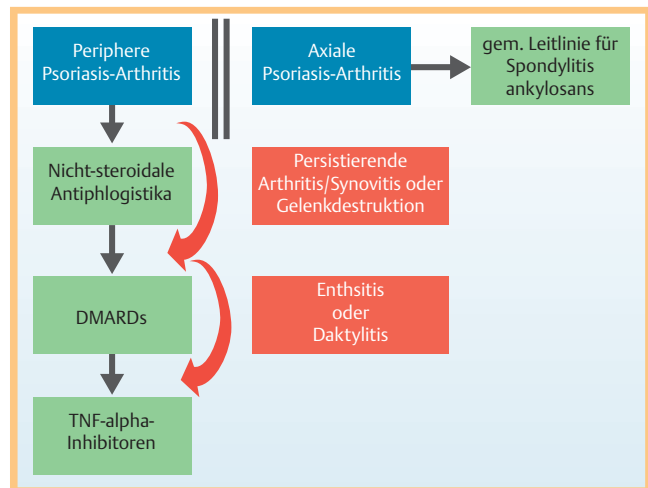 Periphere
Psoriasis-Arthritis
Axiale
Psoriasis-Arthritis
gem. Leitlinie für
Spondylitis
ankylosans
Nicht-steroidale
Antiphlogistika
Persistierende
Arthritis/Synovitis oder
Gelenkdestruktion
DMARDs
Enthsitis
oder
Daktylitis
TNF-alpha-
Inhibitoren